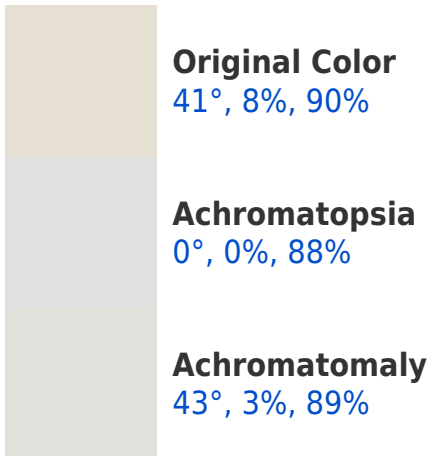 Original Color
41°, 8%, 90%
Achromatopsia
0°, 0%, 88%
Achromatomaly
43°, 3%, 89%